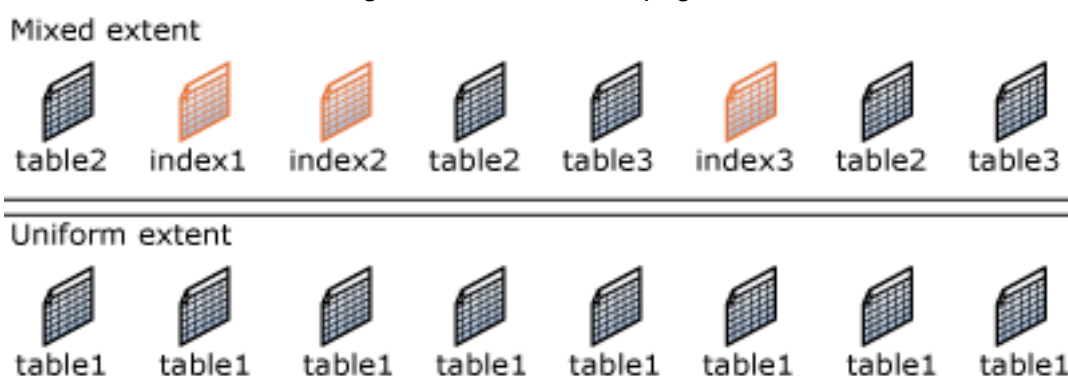 Mixed extent
table2 index1 index2 table2 table3 index3 table2 table3
Uniform extent
table1 table1 table1 table1 table1 table1 table1 table1